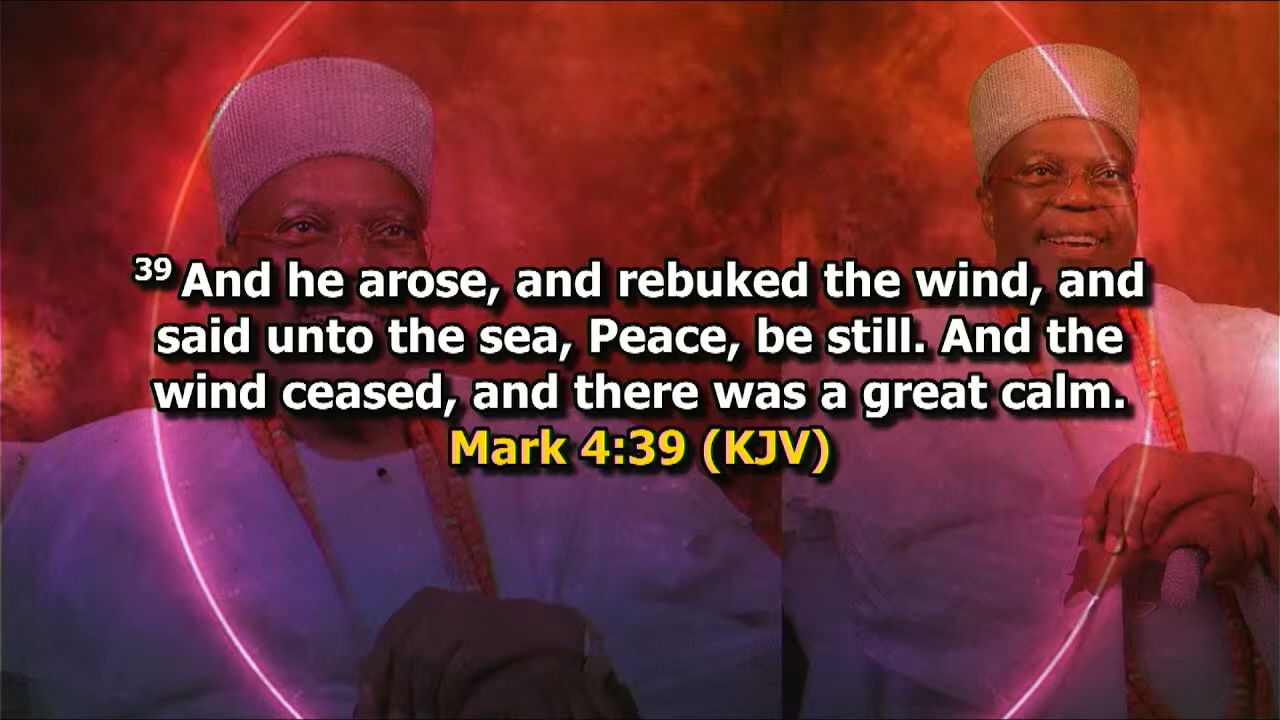 39 And he arose, and rebuked the wind, and
said unto the sea, Peace, be still. And the
wind ceased, and there was a great calm.
Mark 4:39 (KJV)